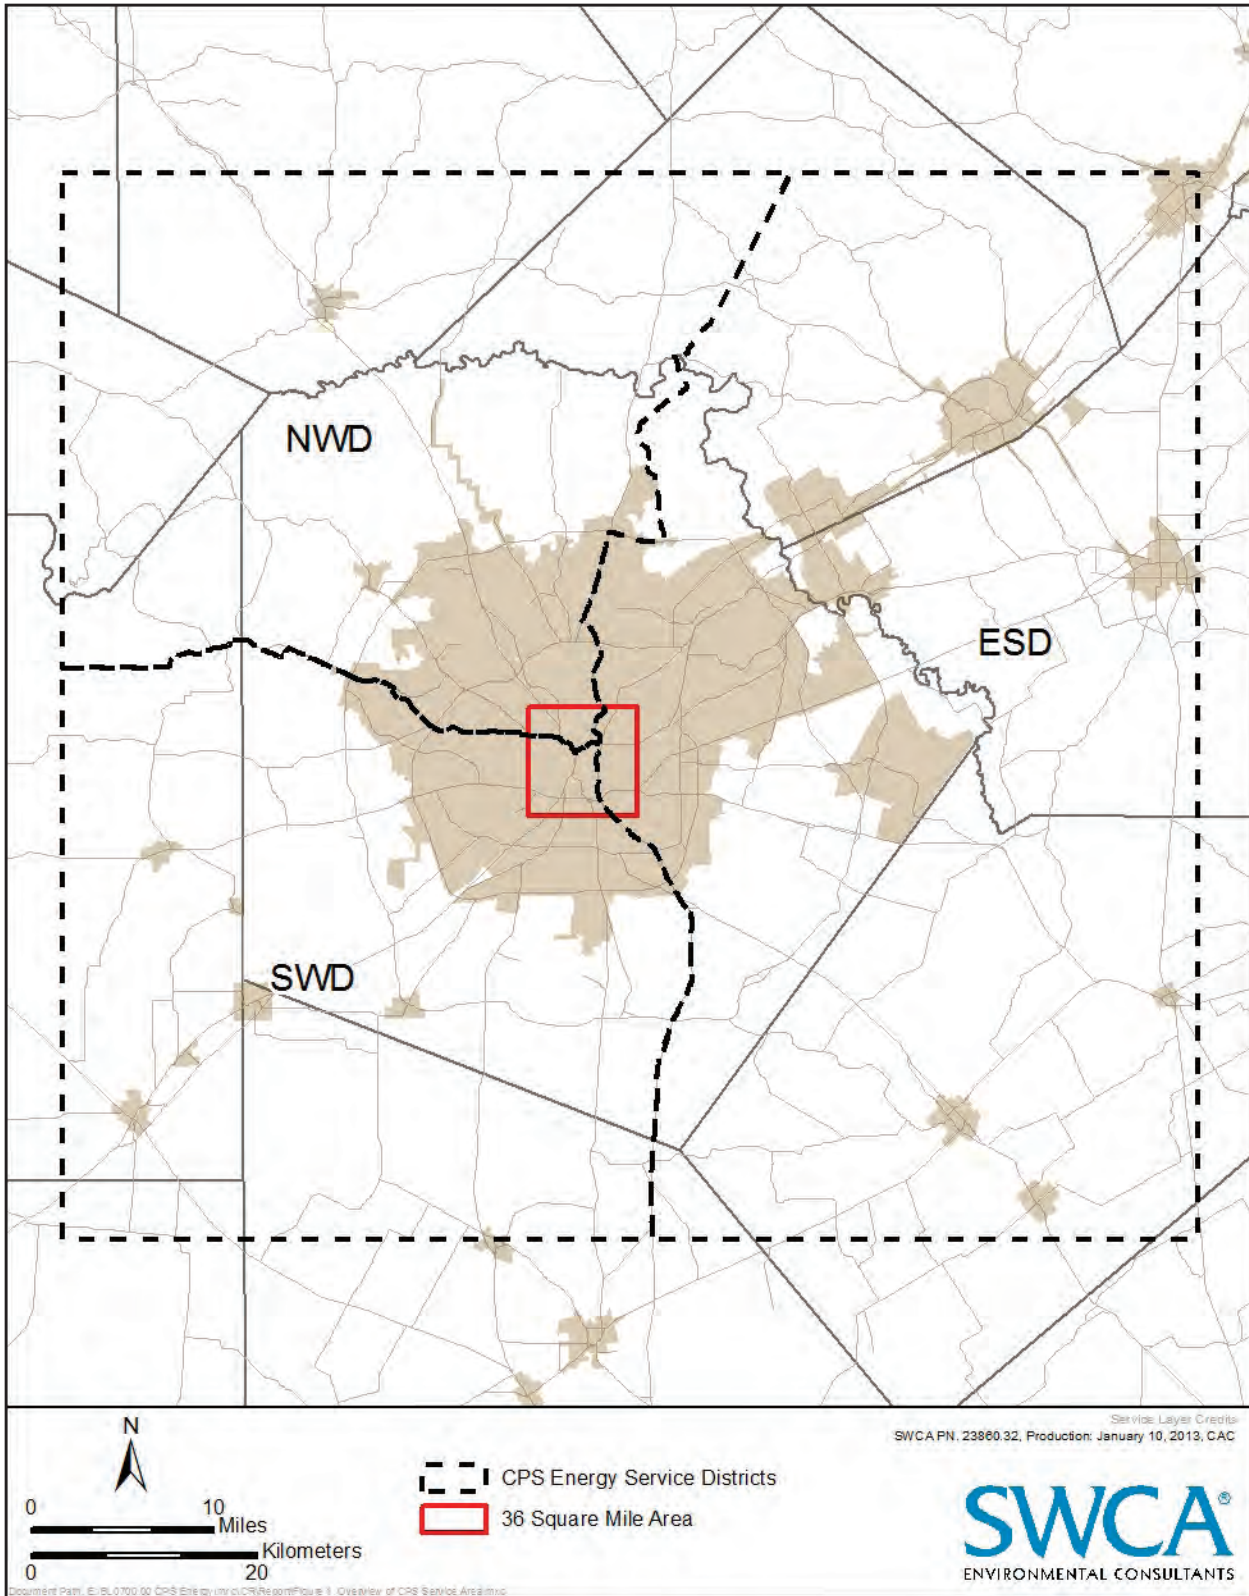 NWD
ESD
SWD
N
0 10
Miles
Kilometers
0 20
CPS Energy Service Districts
36 Square Mile Area
Service Layer Credits
SWCA PN. 23860.32, Production: January 10, 2013, CAC
SWCA®
ENVIRONMENTAL CONSULTANTS